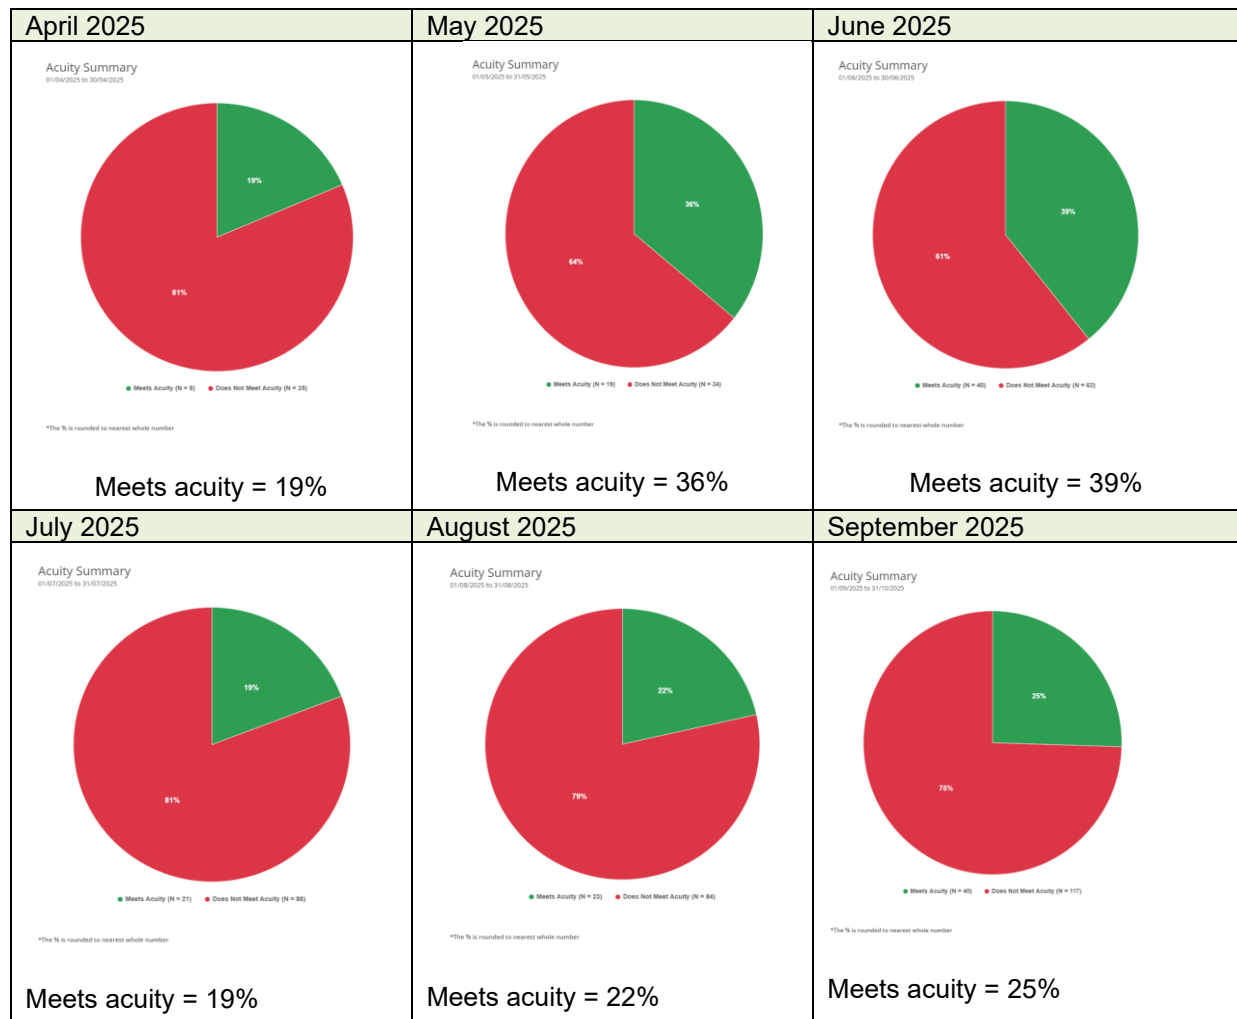 April 2025
May 2025
June 2025
Acuity Summary
01/04/2025 to 30/04/2025
19%
81%
Meets Acuity (N = 8) Does Not Meet Acuity (N = 35)
*The % is rounded to nearest whole number
Meets acuity = 19%
Acuity Summary
01/05/2025 to 31/05/2025
36%
64%
Meets Acuity (N = 19) Does Not Meet Acuity (N = 34)
*The % is rounded to nearest whole number
Meets acuity = 36%
Acuity Summary
01/06/2025 to 30/06/2025
39%
61%
Meets Acuity (N = 40) Does Not Meet Acuity (N = 62)
*The % is rounded to nearest whole number
Meets acuity = 39%
July 2025
August 2025
September 2025
Acuity Summary
01/07/2025 to 31/07/2025
19%
81%
Meets Acuity (N = 21) Does Not Meet Acuity (N = 88)
*The % is rounded to nearest whole number
Meets acuity = 19%
Acuity Summary
01/08/2025 to 31/08/2025
22%
79%
Meets Acuity (N = 23) Does Not Meet Acuity (N = 84)
*The % is rounded to nearest whole number
Meets acuity = 22%
Acuity Summary
01/09/2025 to 31/10/2025
25%
75%
Meets Acuity (N = 40) Does Not Meet Acuity (N = 117)
*The % is rounded to nearest whole number
Meets acuity = 25%